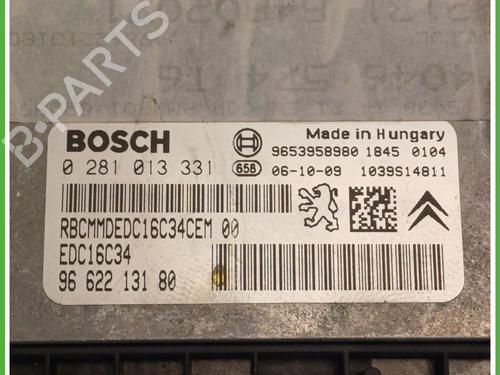 B-PARTS
BOSCH
Made in Hungary
9653958980 1845 0104
0 281 013 331
65B
06-10-09 1039S14811
RBCMMDEDC16C34CEM 00
EDC16C34
96 622 131 80